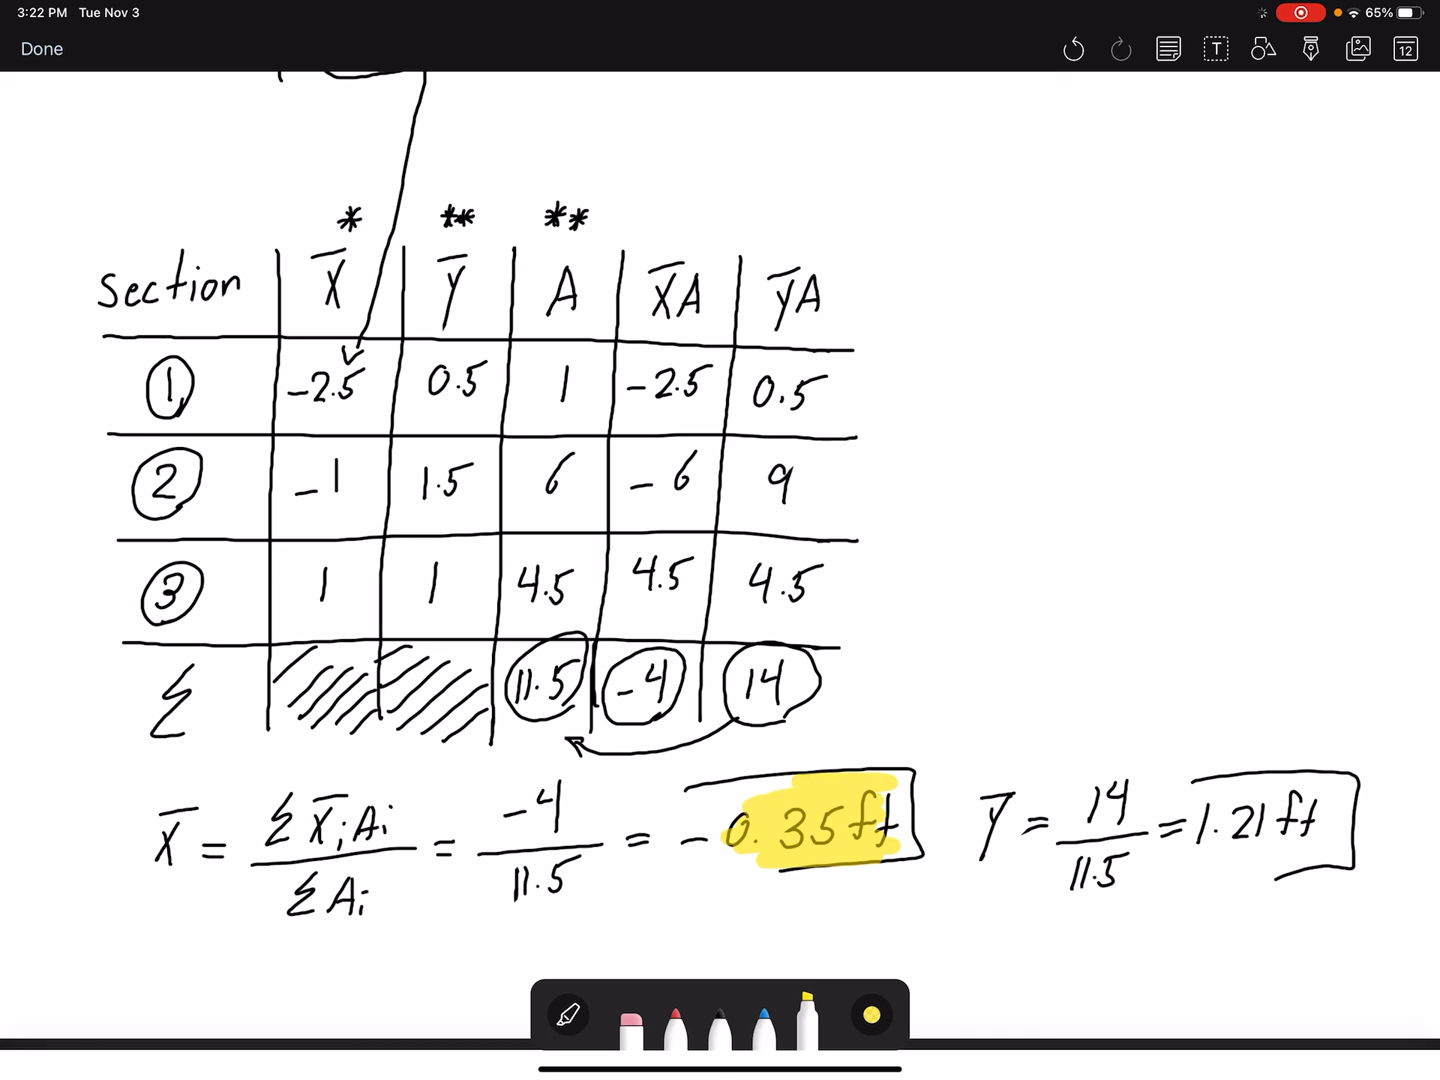 3:22 PM Tue Nov 3 65%
Done T 12
* ** **
section X̅ Y̅ A X̅A y̅A
① -2.5 0.5 1 -2.5 0.5
② -1 1.5 6 -6 9
③ 1 1 4.5 4.5 4.5
Σ 11.5 -4 14
X̅ = ΣX̅iAi / ΣAi = -4 / 11.5 = -0.35 ft Y̅ = 14 / 11.5 = 1.21 ft